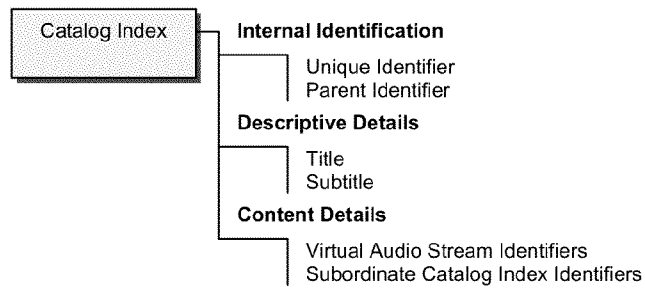 Catalog Index
Internal Identification
Unique Identifier
Parent Identifier
Descriptive Details
Title
Subtitle
Content Details
Virtual Audio Stream Identifiers
Subordinate Catalog Index Identifiers